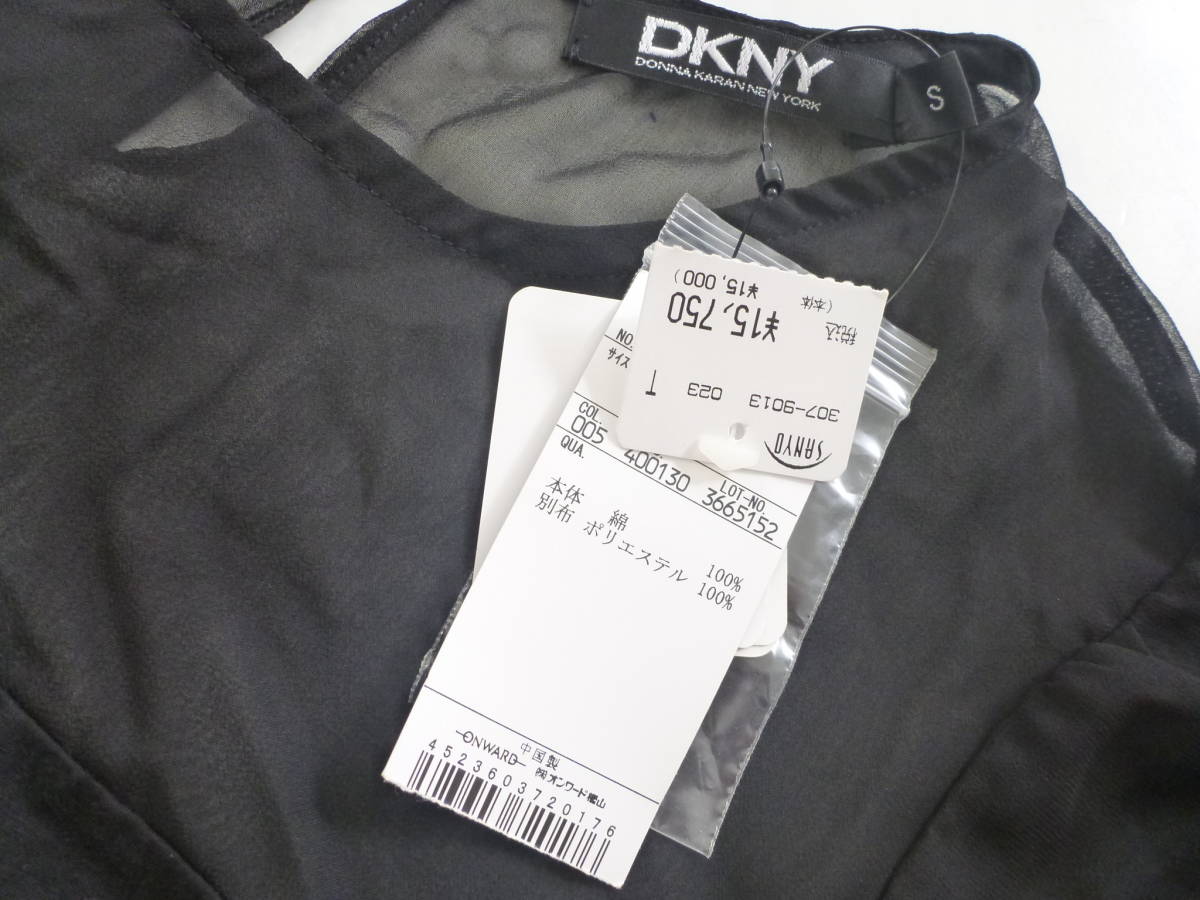 DKNY
DONNA KARAN NEW YORK
S
SANYO
307-9013 023 T
税込 ¥15,750
(本体 ¥15,000)
NO.
サイズ
COL. LOT-NO.
005 400130 3665152
QUA.
本体 綿 100%
別布 ポリエステル 100%
中国製
ONWARD ㈱オンワード樫山
4523603720176